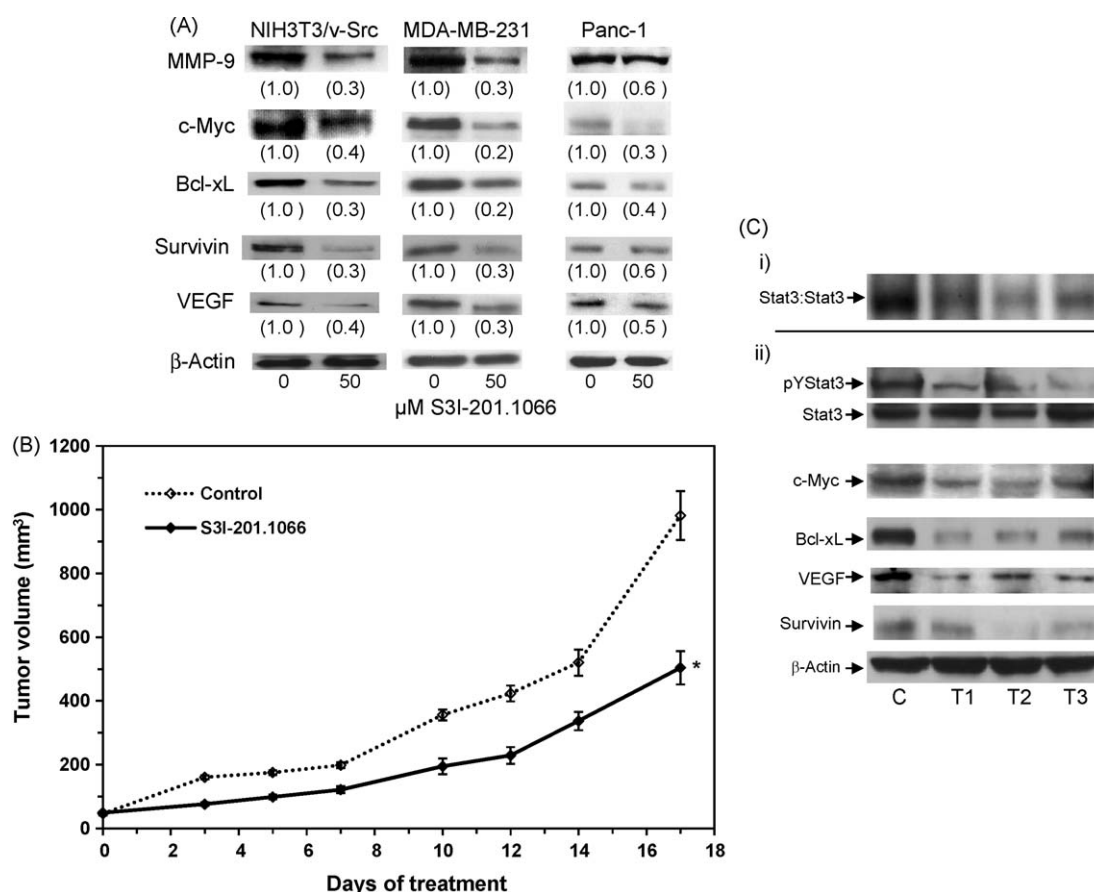 (A)
NIH3T3/v-Src MDA-MB-231 Panc-1
MMP-9
(1.0) (0.3) (1.0) (0.3) (1.0) (0.6 )
c-Myc
(1.0) (0.4) (1.0) (0.2) (1.0) (0.3 )
Bcl-xL
(1.0 ) (0.3) (1.0) (0.2) (1.0) (0.4 )
Survivin
(1.0 ) (0.3) (1.0) (0.3) (1.0) (0.6)
VEGF
(1.0 ) (0.4) (1.0) (0.3) (1.0) (0.5 )
β-Actin
0 50 0 50 0 50
µM S3I-201.1066
(B)
1200
1000
800
600
400
200
0
Tumor volume (mm³)
Control
S3I-201.1066
*
0 2 4 6 8 10 12 14 16 18
Days of treatment
(C)
i)
Stat3:Stat3
ii)
pYStat3
Stat3
c-Myc
Bcl-xL
VEGF
Survivin
β-Actin
C T1 T2 T3